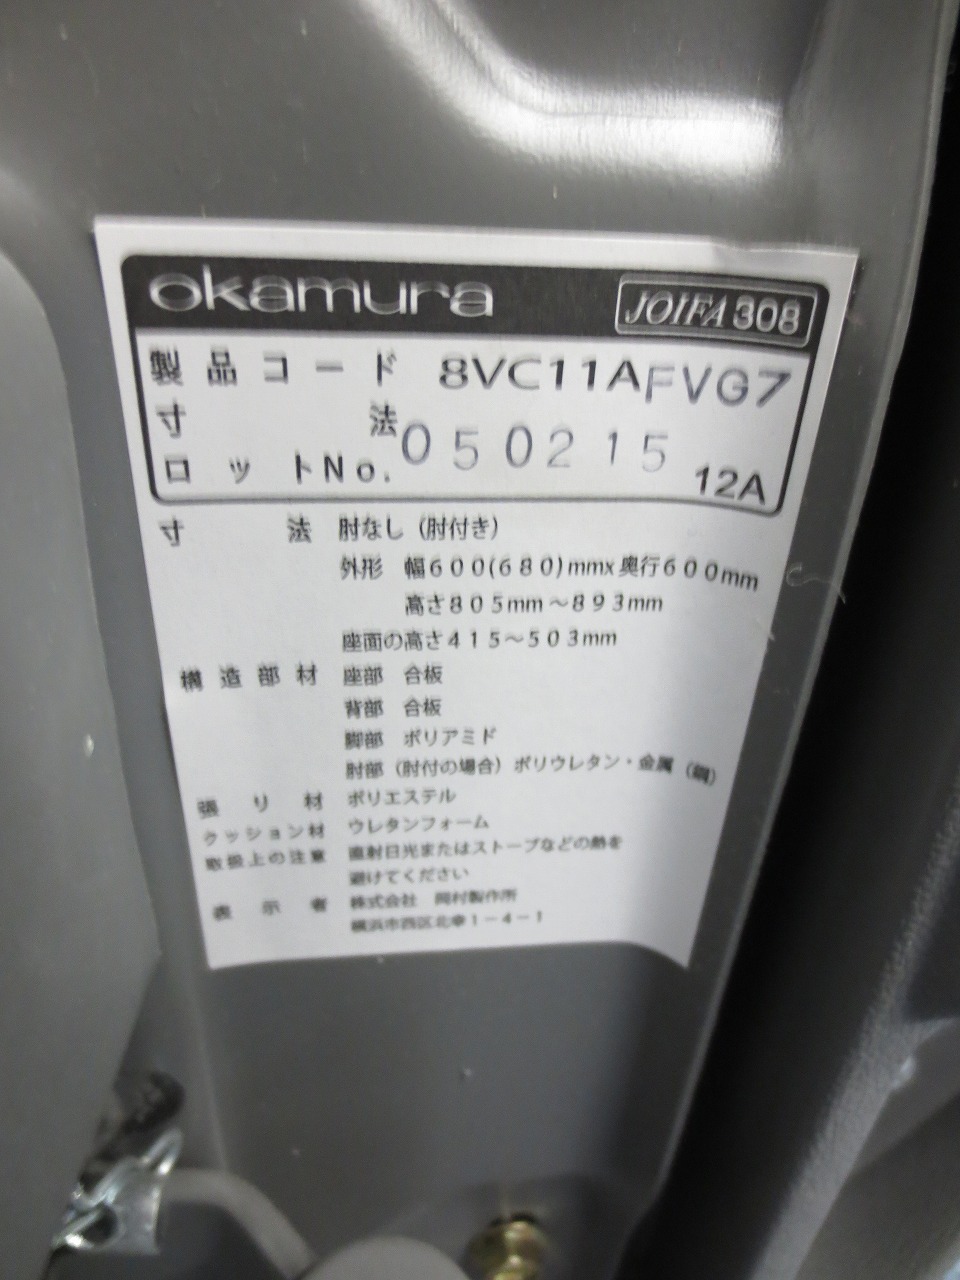 okamura JOIFA308
製品コード 8VC11AFVG7
寸法
ロットNo. 050215 12A
寸法 肘なし（肘付き）
外形 幅600(680)mmx奥行600mm
高さ805mm〜893mm
座面の高さ415〜503mm
構造部材 座部 合板
背部 合板
脚部 ポリアミド
肘部（肘付の場合）ポリウレタン・金属（鋼）
張り材 ポリエステル
クッション材 ウレタンフォーム
取扱上の注意 直射日光またはストーブなどの熱を
避けてください
表示者 株式会社 岡村製作所
横浜市西区北幸1-4-1